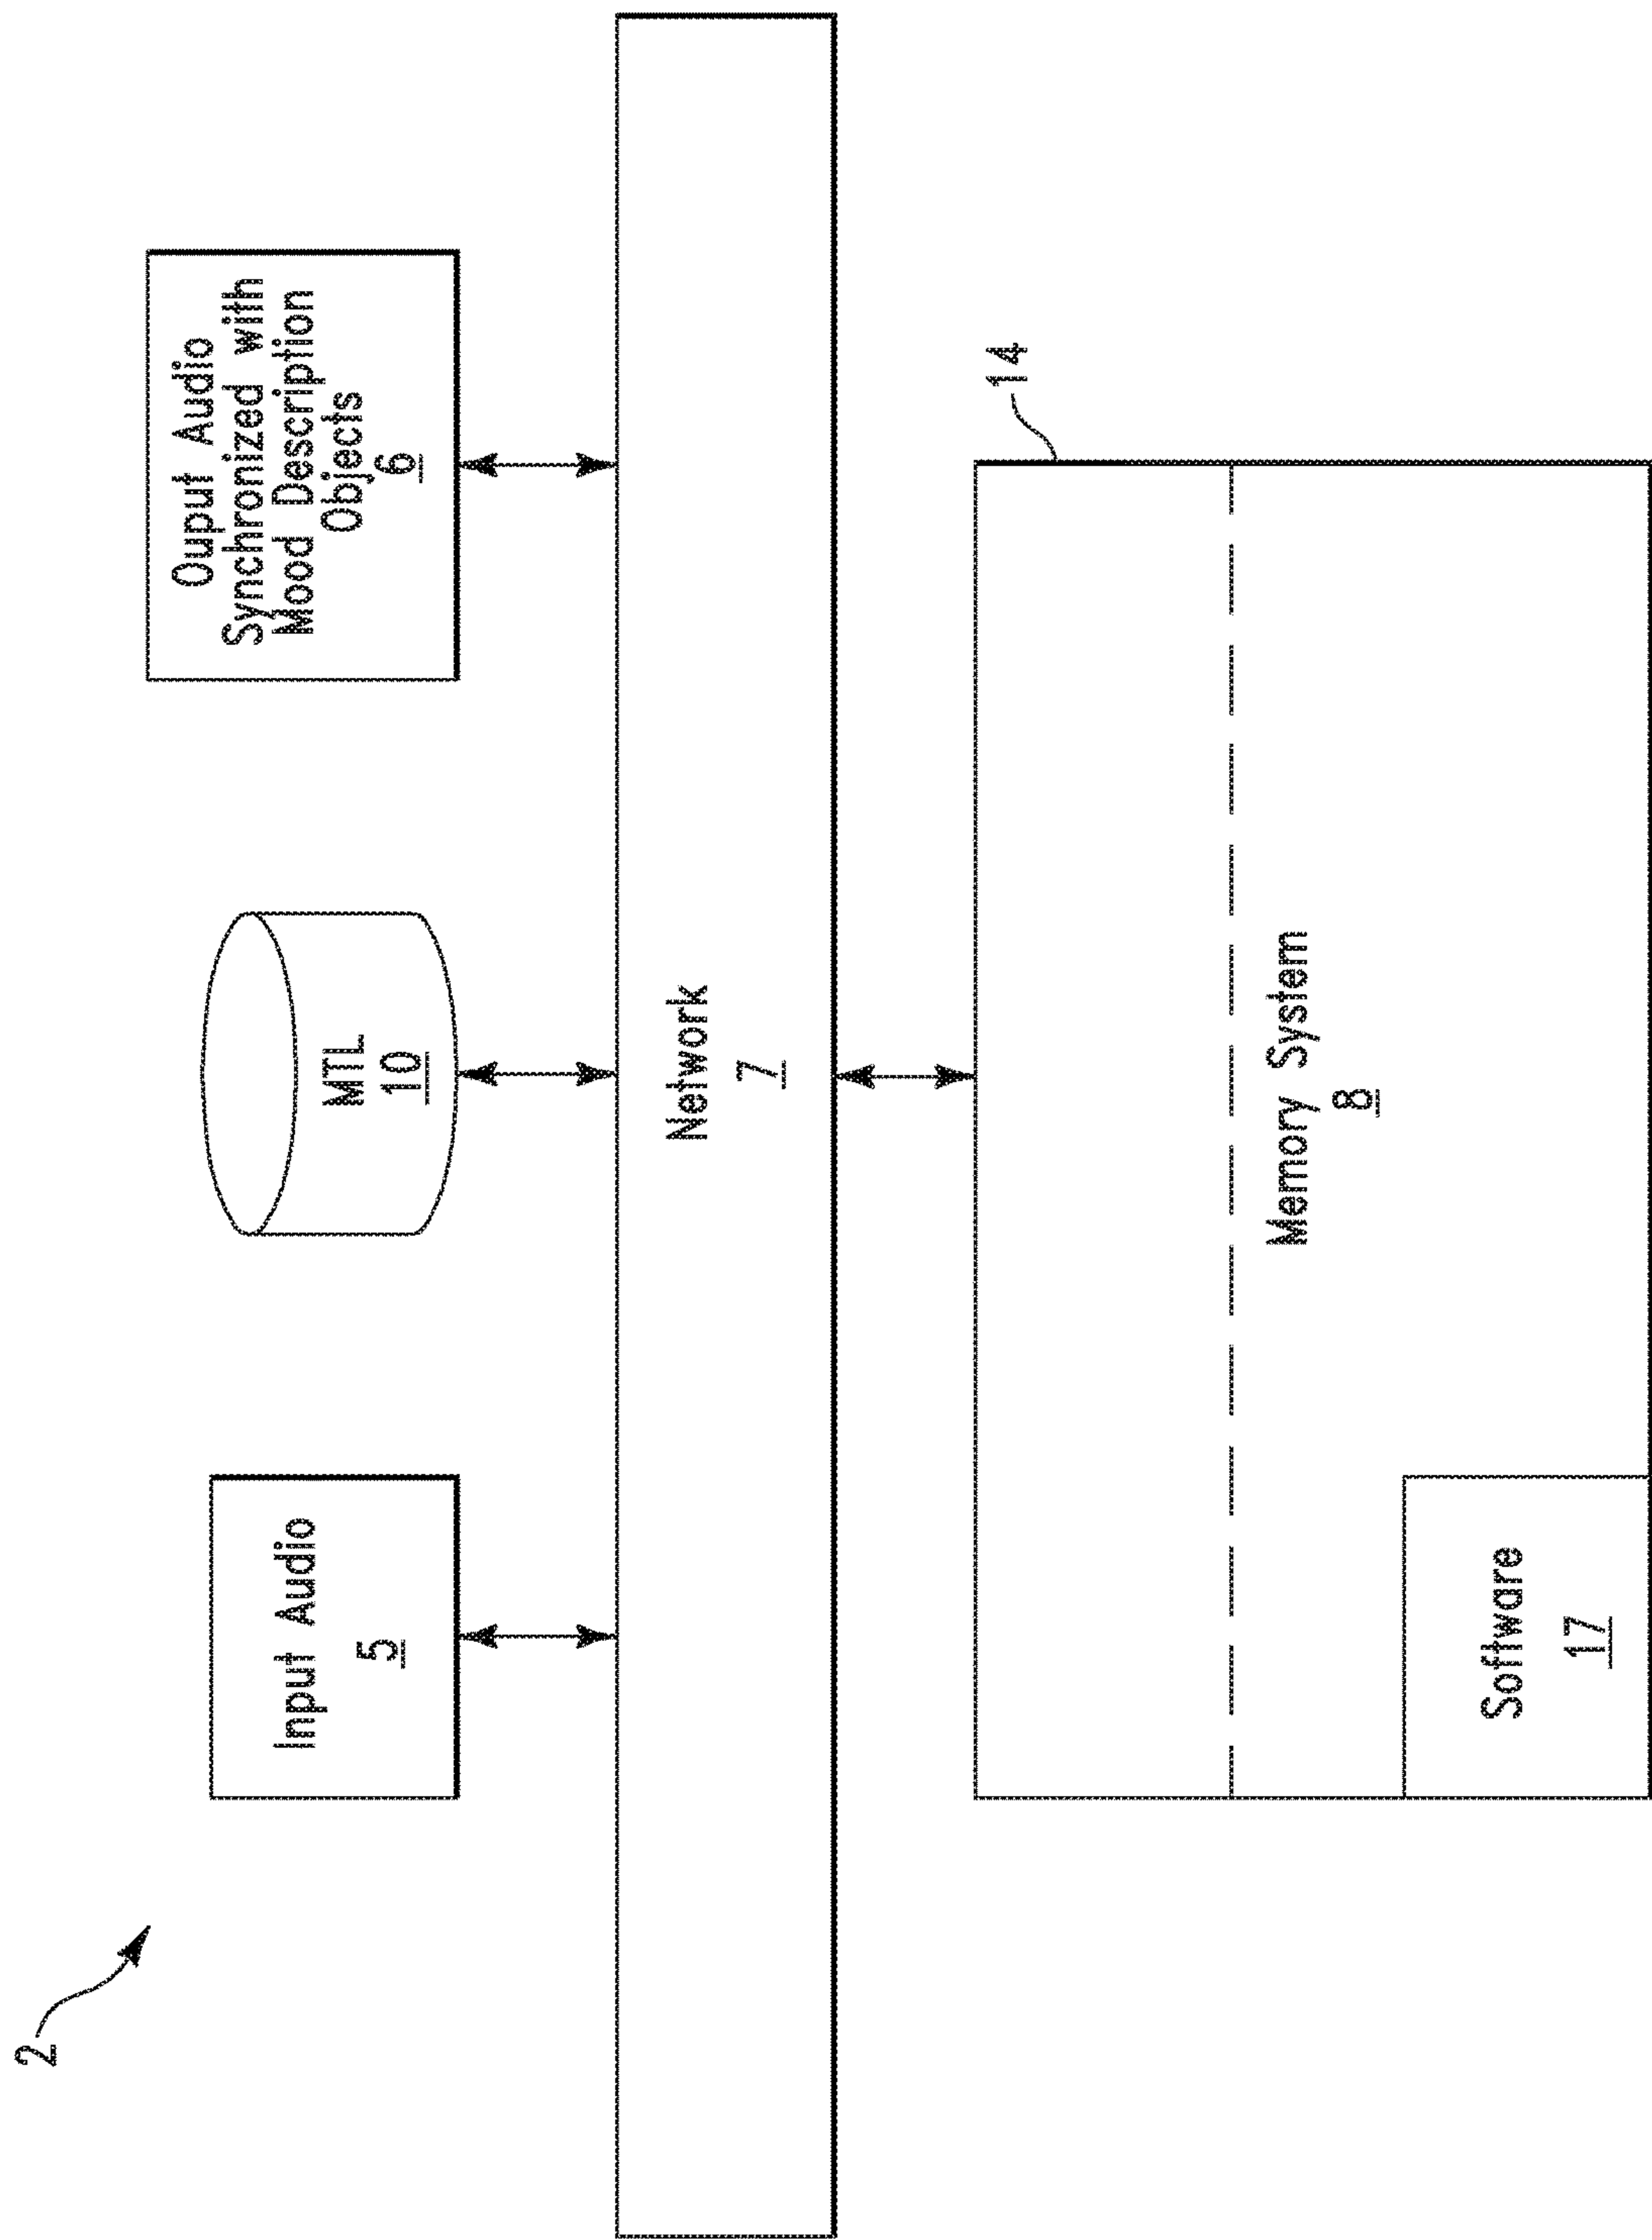 2
Input Audio
5
MTL
10
Ouput Audio
Synchronized with
Mood Description
Objects
6
Network
7
14
Memory System
8
Software
17